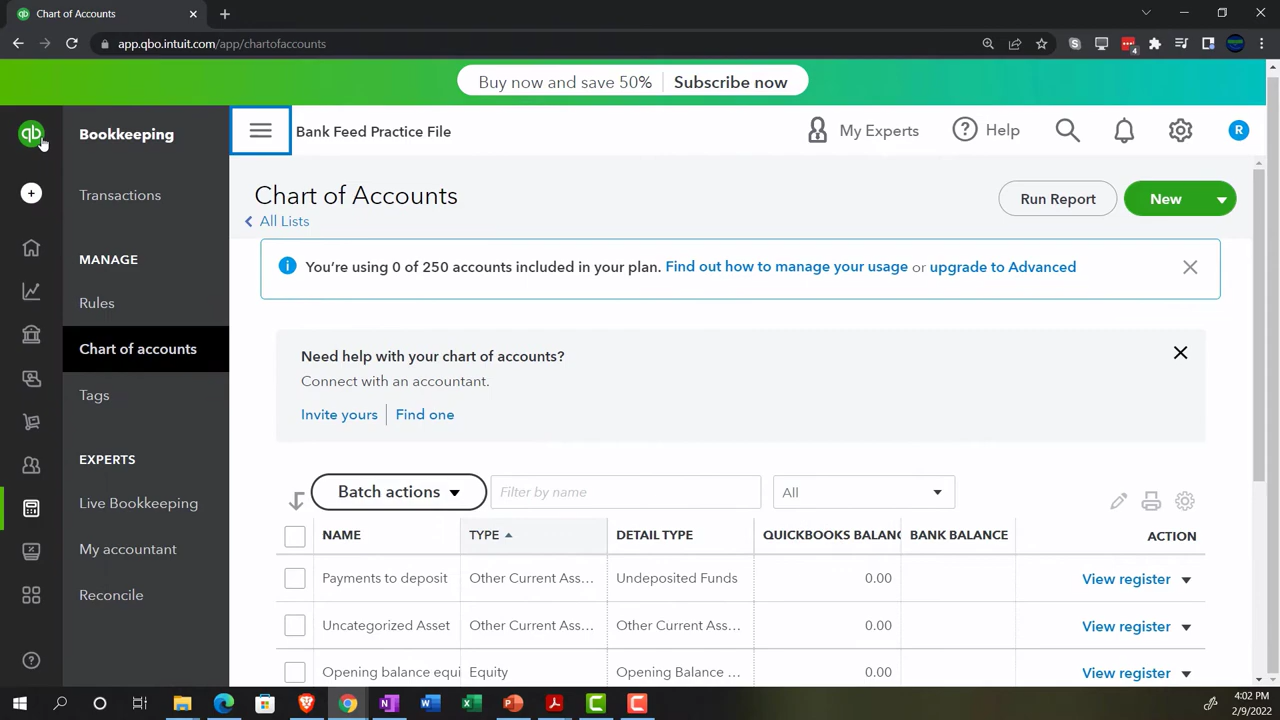 qb Chart of Accounts
app.qbo.intuit.com/app/chartofaccounts
4
Buy now and save 50% Subscribe now
qb
Bookkeeping
Bank Feed Practice File
My Experts
Help
R
Transactions
MANAGE
Rules
Chart of accounts
Tags
EXPERTS
Live Bookkeeping
My accountant
Reconcile
Chart of Accounts
All Lists
Run Report
New
You're using 0 of 250 accounts included in your plan. Find out how to manage your usage or upgrade to Advanced
Need help with your chart of accounts?
Connect with an accountant.
Invite yours Find one
Batch actions
Filter by name
All
NAME TYPE DETAIL TYPE QUICKBOOKS BALANC BANK BALANCE ACTION
Payments to deposit Other Current Ass... Undeposited Funds 0.00 View register
Uncategorized Asset Other Current Ass... Other Current Ass... 0.00 View register
Opening balance equi Equity Opening Balance ... 0.00 View register
4:02 PM
2/9/2022